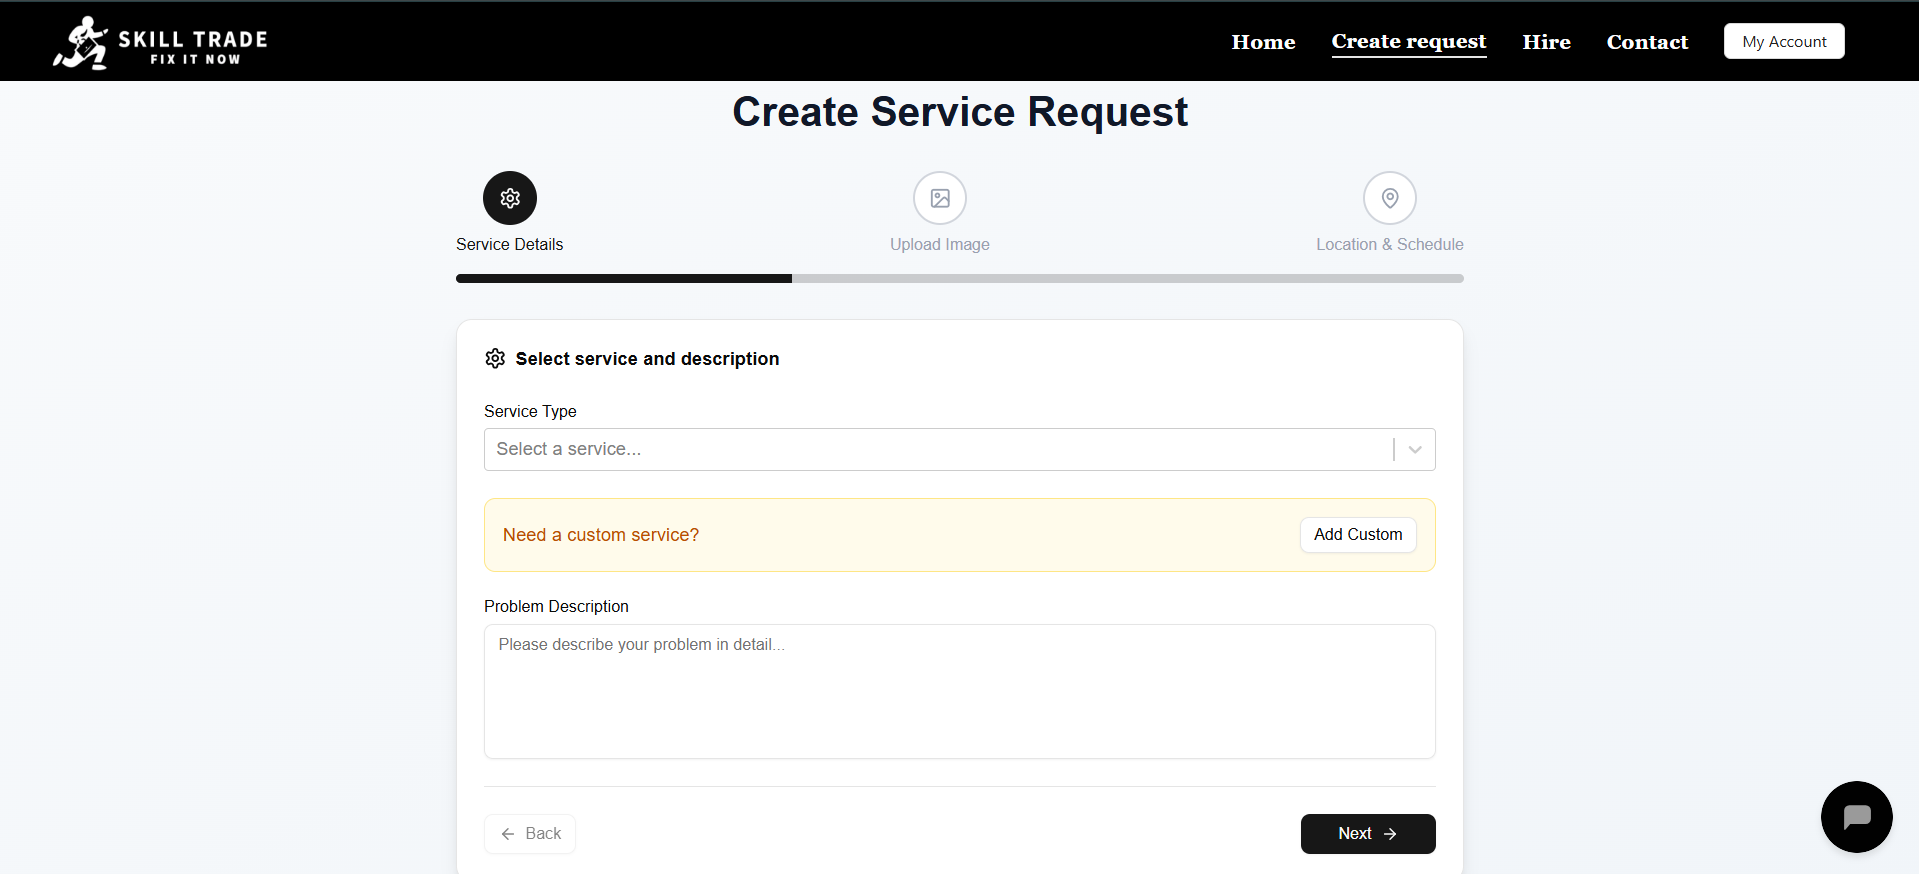 SKILL TRADE
FIX IT NOW
Home
Create request
Hire
Contact
My Account
Create Service Request
Service Details
Upload Image
Location & Schedule
Select service and description
Service Type
Select a service...
Need a custom service?
Add Custom
Problem Description
Please describe your problem in detail...
Back
Next